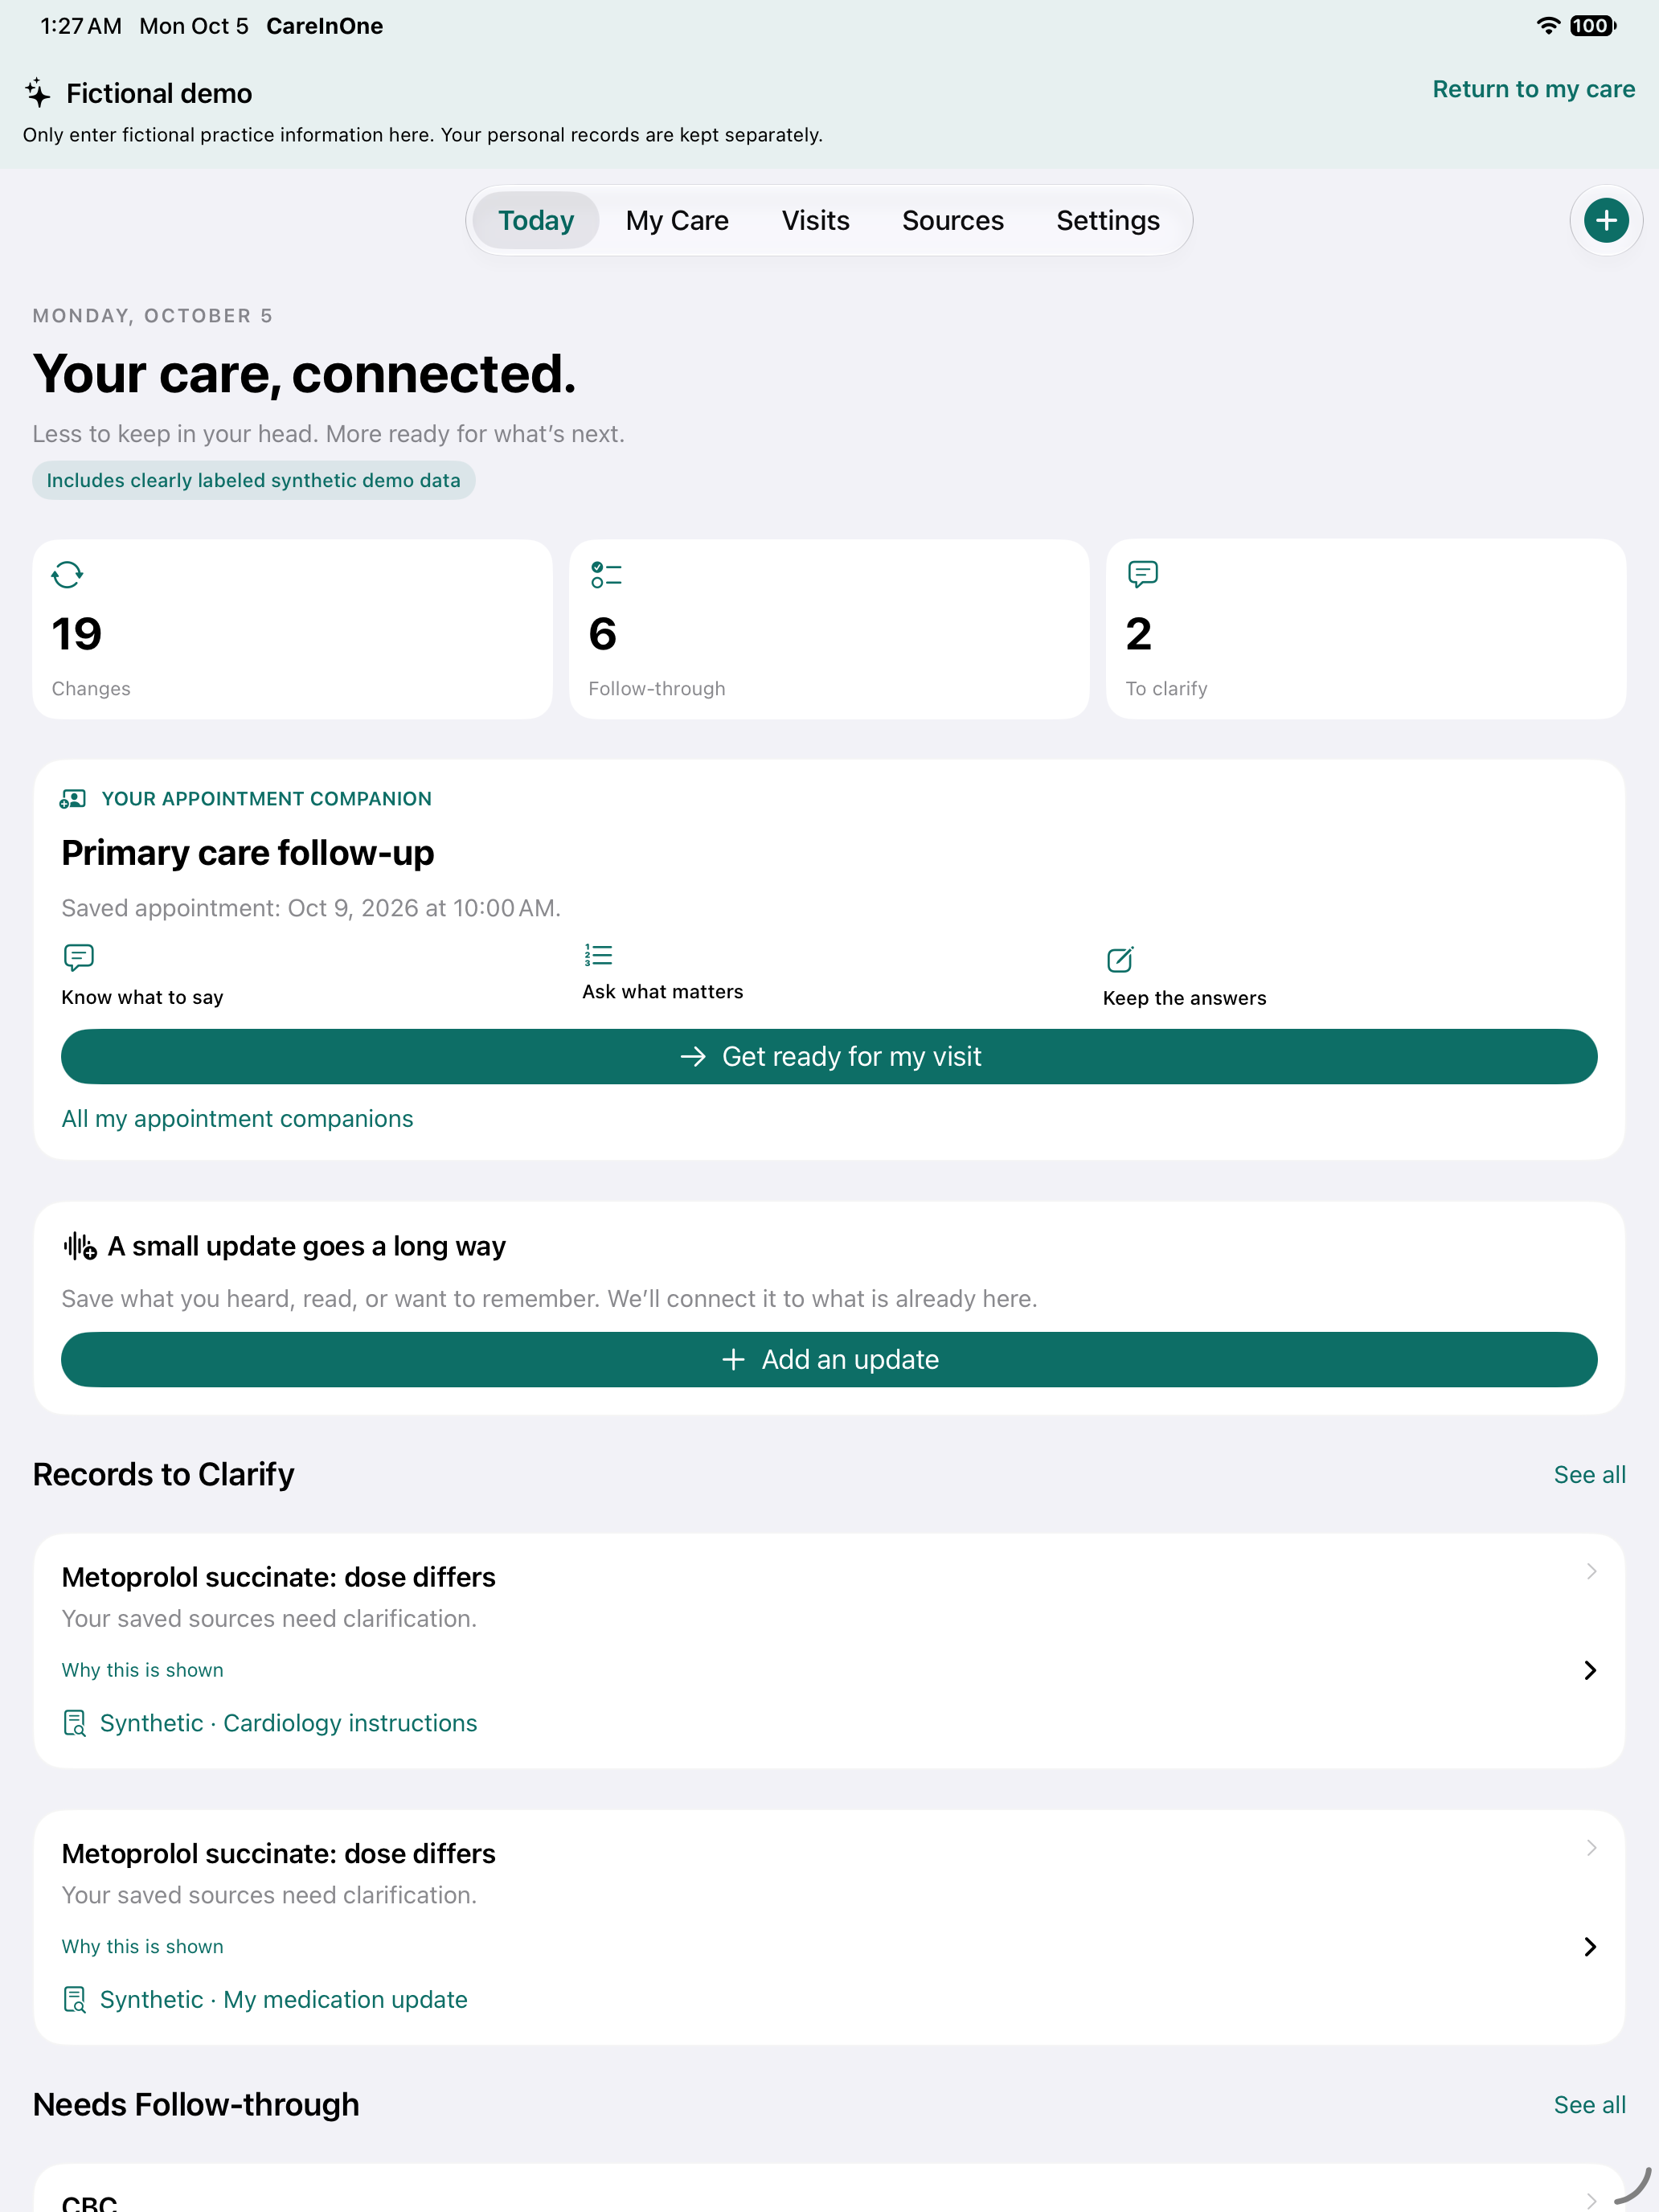 1:27 AM Mon Oct 5 CareInOne
100
Fictional demo
Return to my care
Only enter fictional practice information here. Your personal records are kept separately.
Today My Care Visits Sources Settings
MONDAY, OCTOBER 5
Your care, connected.
Less to keep in your head. More ready for what’s next.
Includes clearly labeled synthetic demo data
19
Changes
6
Follow-through
2
To clarify
YOUR APPOINTMENT COMPANION
Primary care follow-up
Saved appointment: Oct 9, 2026 at 10:00 AM.
Know what to say
Ask what matters
Keep the answers
Get ready for my visit
All my appointment companions
A small update goes a long way
Save what you heard, read, or want to remember. We’ll connect it to what is already here.
Add an update
Records to Clarify
See all
Metoprolol succinate: dose differs
Your saved sources need clarification.
Why this is shown
Synthetic · Cardiology instructions
Metoprolol succinate: dose differs
Your saved sources need clarification.
Why this is shown
Synthetic · My medication update
Needs Follow-through
See all
CBC